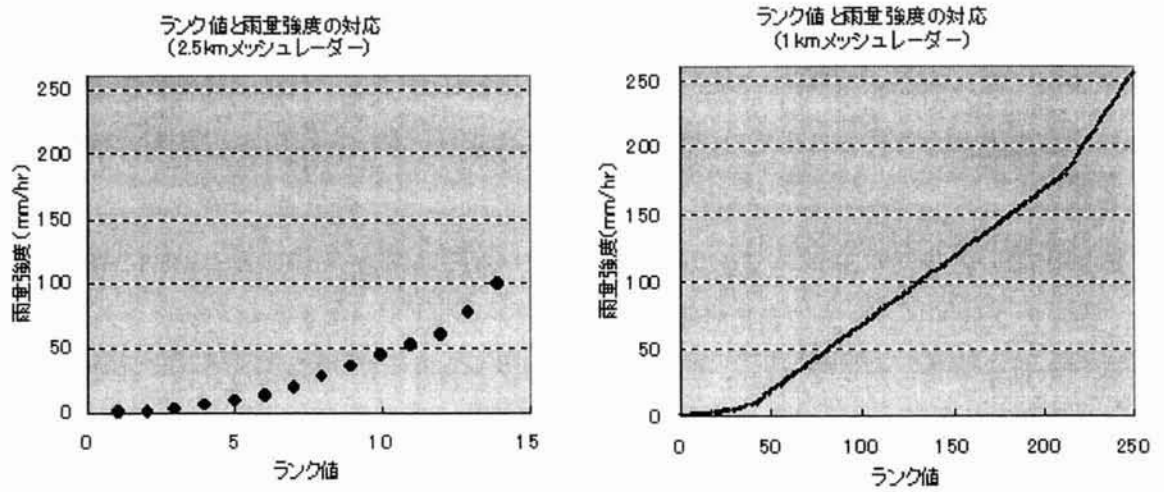 ランク値と雨量強度の対応
(2.5kmメッシュレーダー)
250
200
150
100
50
0
雨量強度(mm/hr)
0 5 10 15
ランク値
ランク値と雨量強度の対応
(1kmメッシュレーダー)
250
200
150
100
50
0
雨量強度(mm/hr)
0 50 100 150 200 250
ランク値